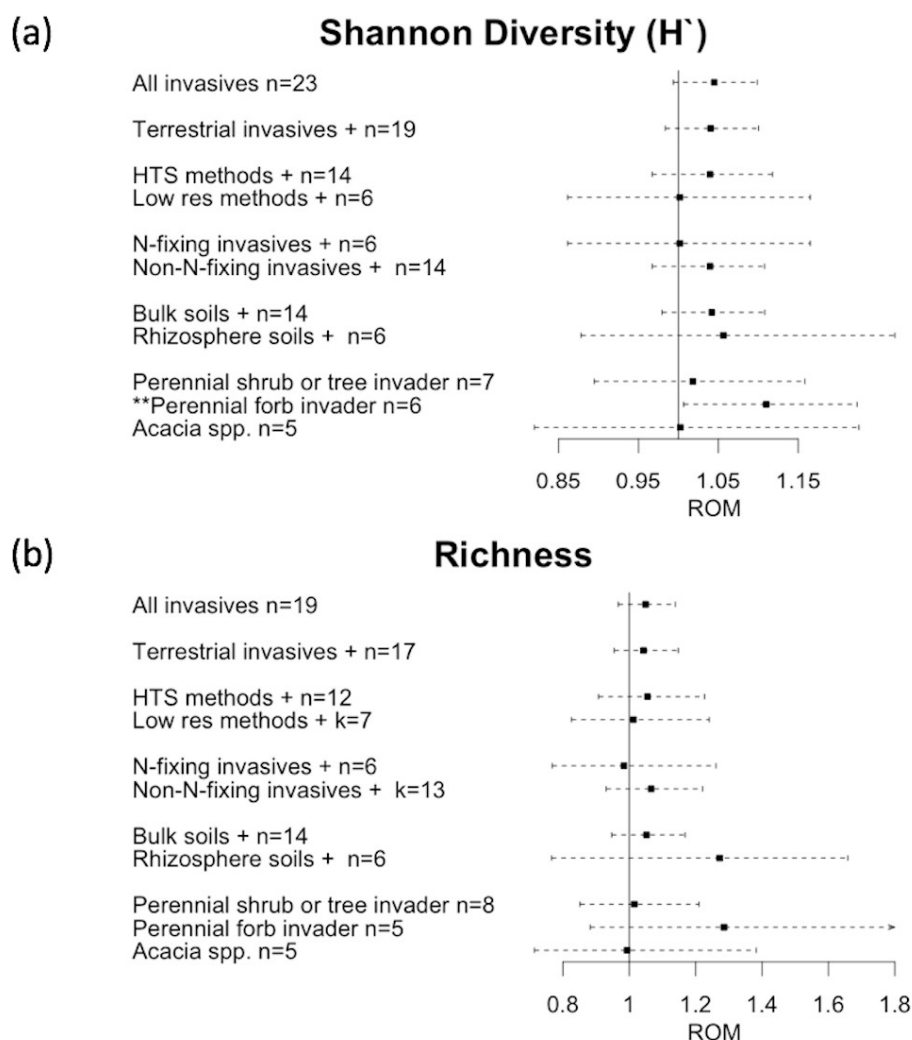 (a)
Shannon Diversity (H`)
All invasives n=23
Terrestrial invasives + n=19
HTS methods + n=14
Low res methods + n=6
N-fixing invasives + n=6
Non-N-fixing invasives +  n=14
Bulk soils + n=14
Rhizosphere soils +  n=6
Perennial shrub or tree invader n=7
**Perennial forb invader n=6
Acacia spp. n=5
0.85 0.95 1.05 1.15
ROM
(b)
Richness
All invasives n=19
Terrestrial invasives + n=17
HTS methods + n=12
Low res methods + k=7
N-fixing invasives + n=6
Non-N-fixing invasives +  k=13
Bulk soils + n=14
Rhizosphere soils +  n=6
Perennial shrub or tree invader n=8
Perennial forb invader n=5
Acacia spp. n=5
0.8 1 1.2 1.4 1.6 1.8
ROM